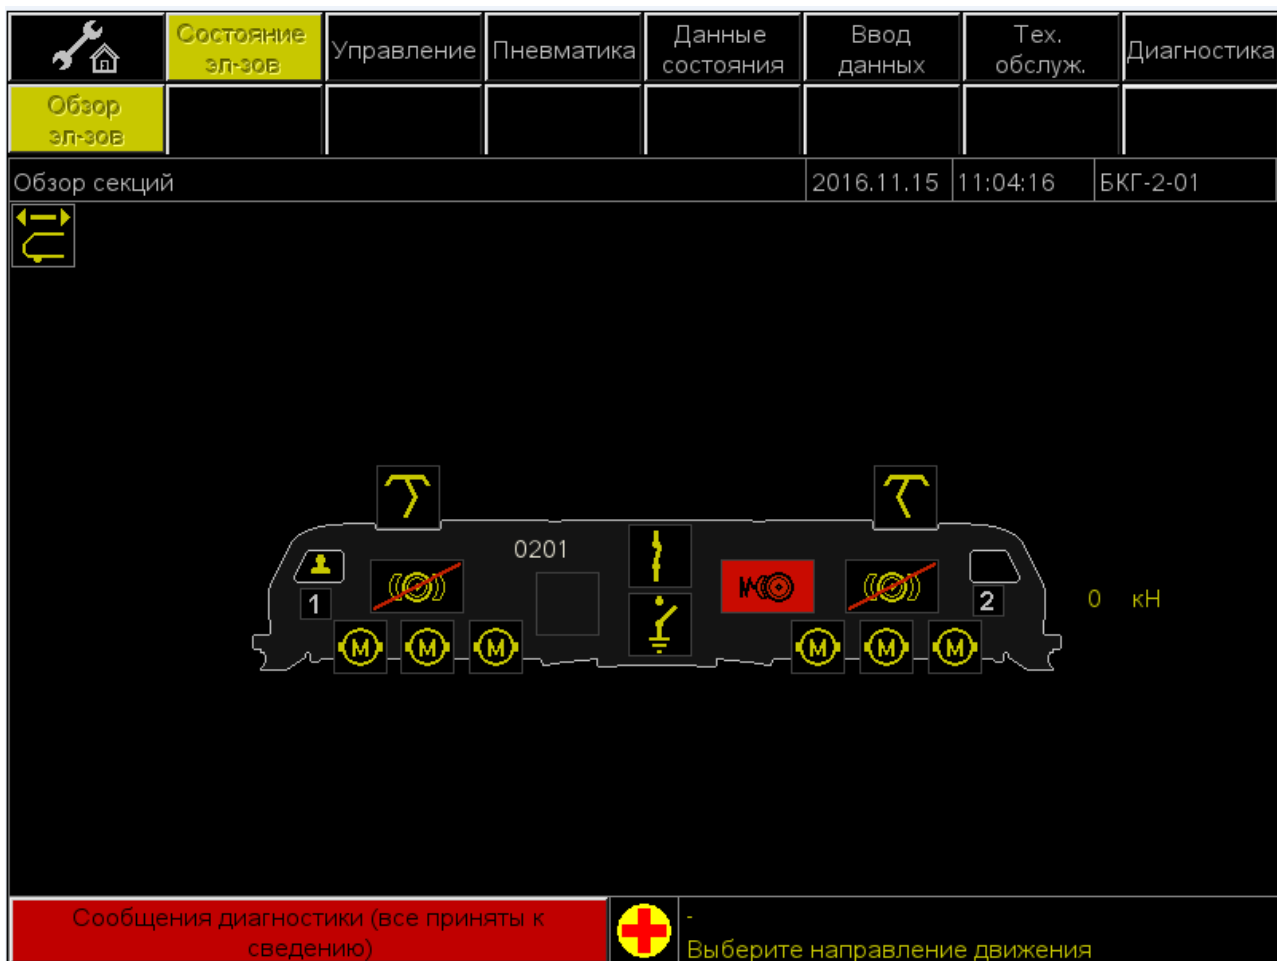 Состояние
эл-зов
Управление
Пневматика
Данные
состояния
Ввод
данных
Тех.
обслуж.
Диагностика
Обзор
эл-зов
Обзор секций
2016.11.15
11:04:16
БКГ-2-01
0201
1
2
0 кН
M
M
M
M
M
M
Сообщения диагностики (все приняты к
сведению)
-
Выберите направление движения